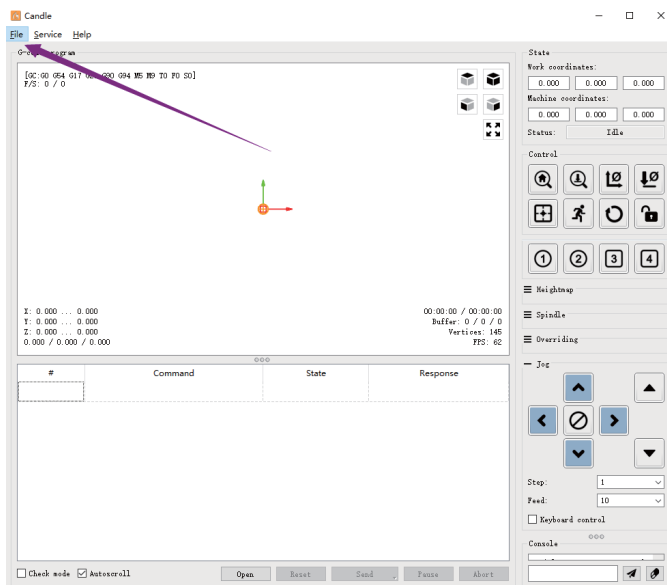 Candle
File Service Help
G-code program
[GC:G0 G54 G17 G21 G90 G94 M5 M9 T0 F0 S0]
F/S: 0 / 0
X: 0.000 ... 0.000
Y: 0.000 ... 0.000
Z: 0.000 ... 0.000
0.000 / 0.000 / 0.000
00:00:00 / 00:00:00
Buffer: 0 / 0 / 0
Vertices: 145
FPS: 62
# Command State Response
Check mode Autoscroll Open Reset Send Pause Abort
State
Work coordinates:
0.000 0.000 0.000
Machine coordinates:
0.000 0.000 0.000
Status: Idle
Control
1 2 3 4
Heightmap
Spindle
Overriding
Jog
Step: 1
Feed: 10
Keyboard control
Console